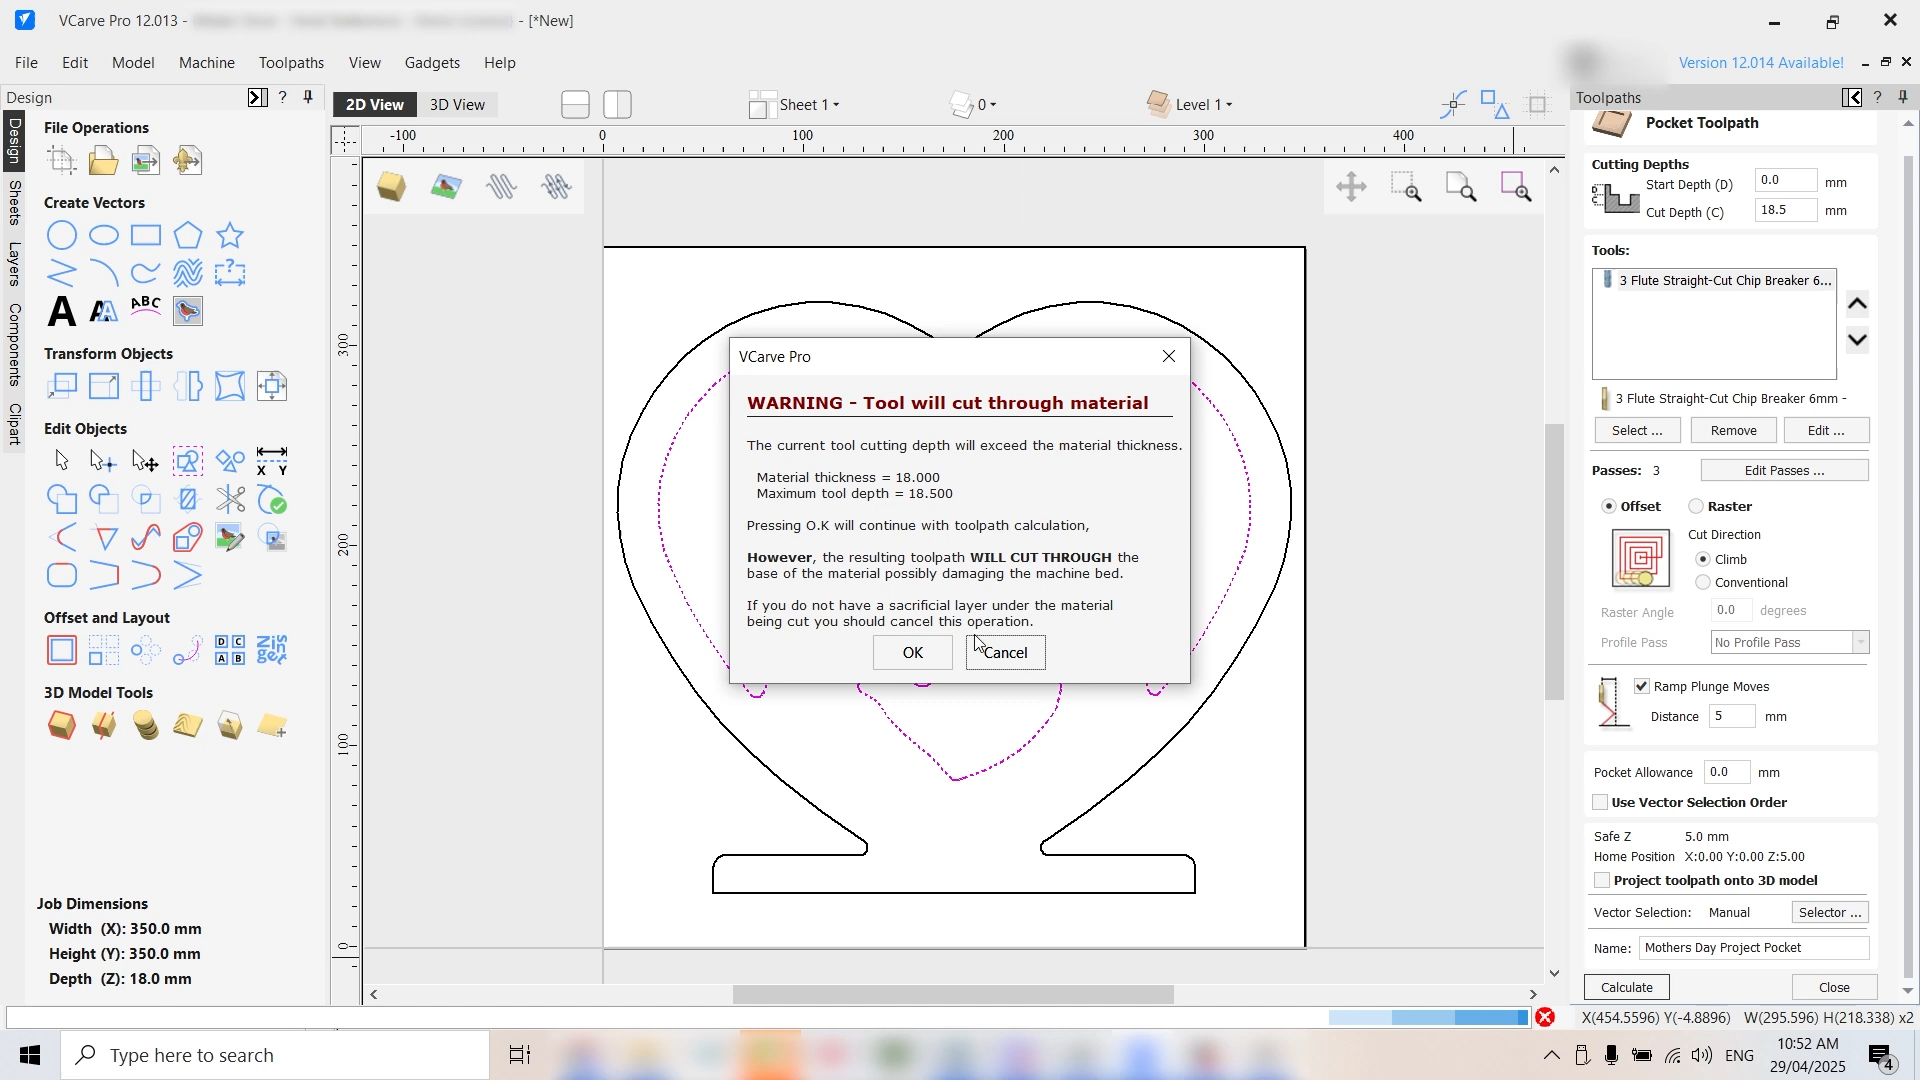 VCarve Pro 12.013 -
- [*New]
File Edit Model Machine Toolpaths View Gadgets Help
Version 12.014 Available!
Design
?
2D View
3D View
Sheet 1
0
Level 1
Toolpaths
?
Design
Sheets
Layers
Components
Clipart
File Operations
Create Vectors
A
A
ABC
Transform Objects
Edit Objects
X Y
Offset and Layout
D C
A B
3D Model Tools
Job Dimensions
Width (X): 350.0 mm
Height (Y): 350.0 mm
Depth (Z): 18.0 mm
-100 0 100 200 300 400
300
200
100
0
VCarve Pro
WARNING - Tool will cut through material
The current tool cutting depth will exceed the material thickness.
Material thickness = 18.000
Maximum tool depth = 18.500
Pressing O.K will continue with toolpath calculation,
However, the resulting toolpath WILL CUT THROUGH the
base of the material possibly damaging the machine bed.
If you do not have a sacrificial layer under the material
being cut you should cancel this operation.
OK
Cancel
Pocket Toolpath
Cutting Depths
Start Depth (D) 0.0 mm
Cut Depth (C) 18.5 mm
Tools:
3 Flute Straight-Cut Chip Breaker 6...
3 Flute Straight-Cut Chip Breaker 6mm -
Select ... Remove Edit ...
Passes: 3 Edit Passes ...
Offset Raster
Cut Direction
Climb
Conventional
Raster Angle 0.0 degrees
Profile Pass No Profile Pass
Ramp Plunge Moves
Distance 5 mm
Pocket Allowance 0.0 mm
Use Vector Selection Order
Safe Z 5.0 mm
Home Position X:0.00 Y:0.00 Z:5.00
Project toolpath onto 3D model
Vector Selection: Manual Selector ...
Name: Mothers Day Project Pocket
Calculate Close
X(454.5596) Y(-4.8896) W(295.596) H(218.338) x2
Type here to search
ENG
10:52 AM
29/04/2025
4